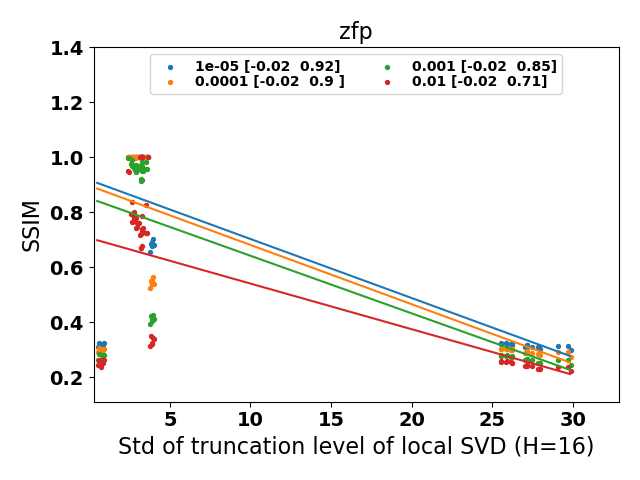 zfp
1e-05 [-0.02  0.92]
0.0001 [-0.02  0.9 ]
0.001 [-0.02  0.85]
0.01 [-0.02  0.71]
1.4
1.2
1.0
0.8
0.6
0.4
0.2
SSIM
5 10 15 20 25 30
Std of truncation level of local SVD (H=16)